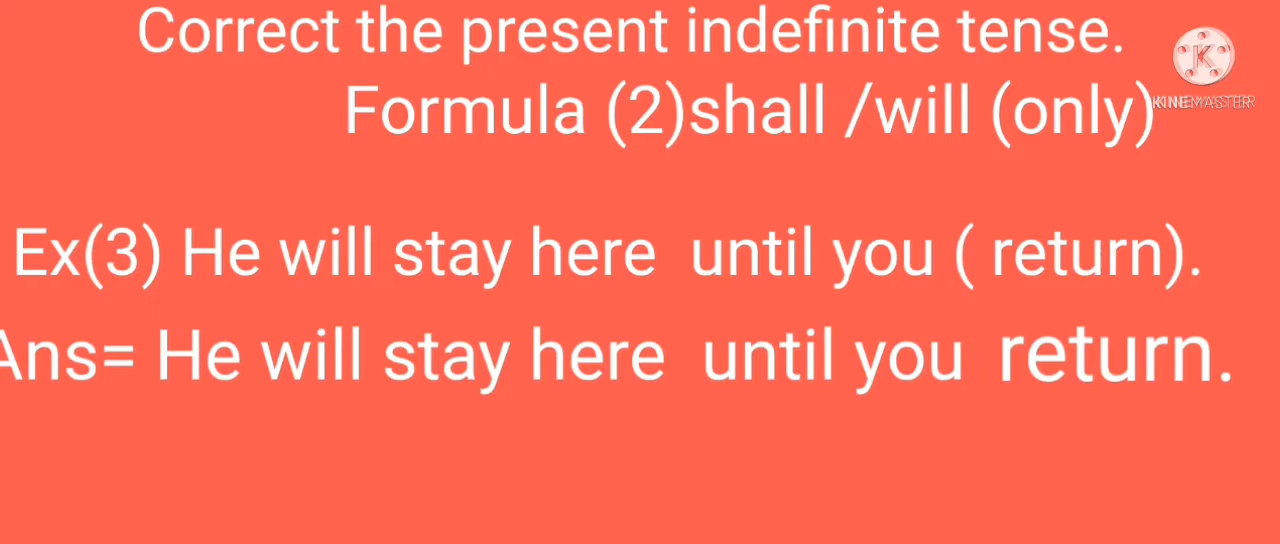 Correct the present indefinite tense.
K
KINEMASTER
Formula (2)shall /will (only)
Ex(3) He will stay here until you ( return).
Ans= He will stay here until you return.